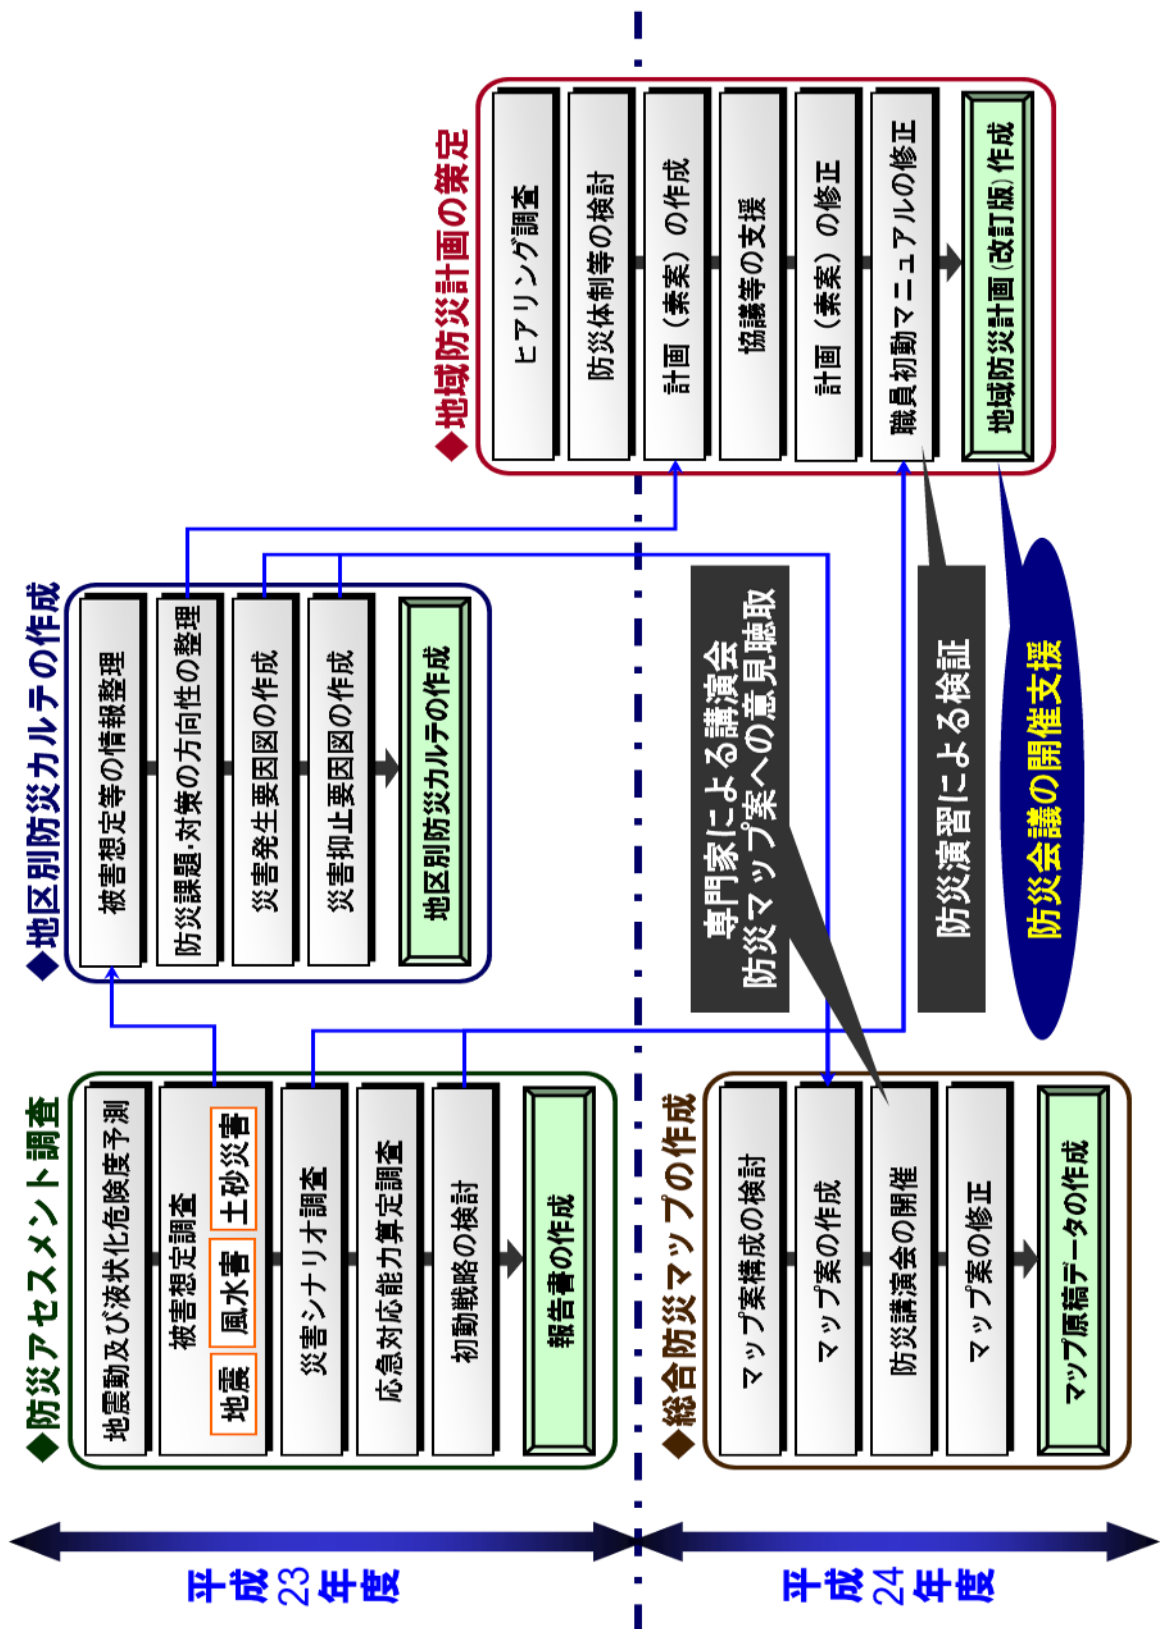 平成23年度
平成24年度
◆防災アセスメント調査
地震動及び液状化危険度予測
被害想定調査
地震
風水害
土砂災害
災害シナリオ調査
応急対応能力算定調査
初動戦略の検討
報告書の作成
◆地区別防災カルテの作成
被害想定等の情報整理
防災課題・対策の方向性の整理
災害発生要因図の作成
災害抑止要因図の作成
地区別防災カルテの作成
◆地域防災計画の策定
ヒアリング調査
防災体制等の検討
計画（素案）の作成
協議等の支援
計画（素案）の修正
職員初動マニュアルの修正
地域防災計画（改訂版）作成
◆総合防災マップの作成
マップ案構成の検討
マップ案の作成
防災講演会の開催
マップ案の修正
マップ原稿データの作成
専門家による講演会
防災マップ案への意見聴取
防災演習による検証
防災会議の開催支援